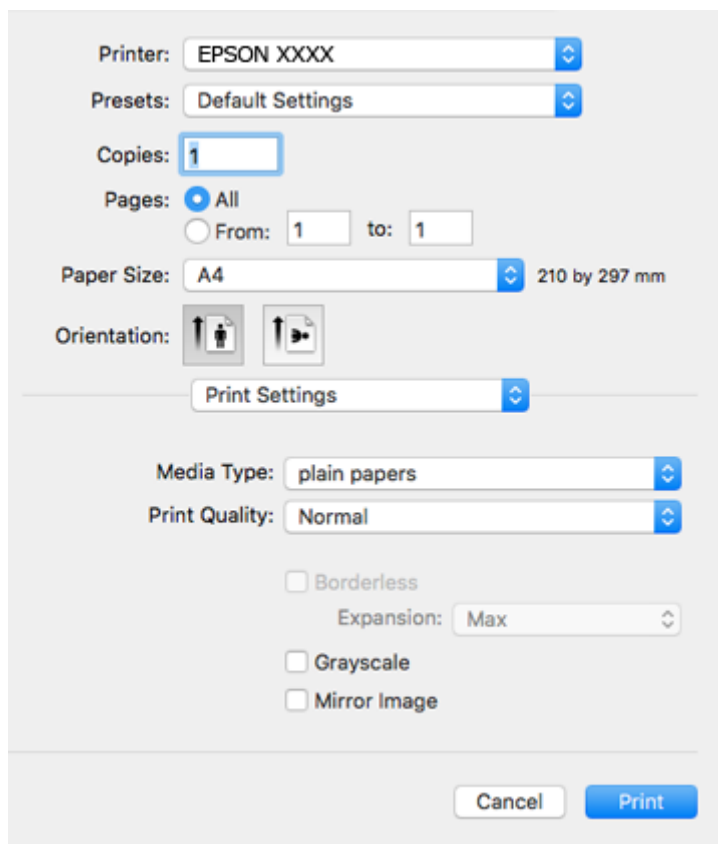 Printer: EPSON XXXX
Presets: Default Settings
Copies: 1
Pages: All
From: 1 to: 1
Paper Size: A4 210 by 297 mm
Orientation:
Print Settings
Media Type: plain papers
Print Quality: Normal
Borderless
Expansion: Max
Grayscale
Mirror Image
Cancel Print